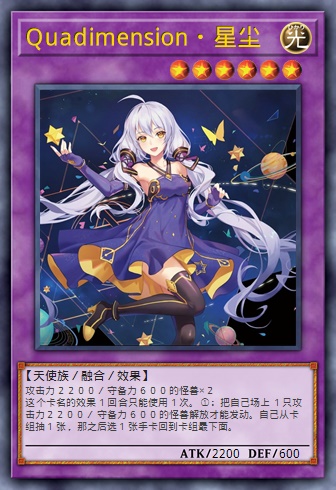 Quadimension・星尘
光
【天使族／融合／效果】
攻击力２２００／守备力６００的怪兽×2
这个卡名的效果１回合只能使用１次。①：把自己场上１只攻
击力２２００／守备力６００的怪兽解放才能发动。自己从卡
组抽１张，那之后选１张手卡回到卡组最下面。
ATK/2200 DEF/600